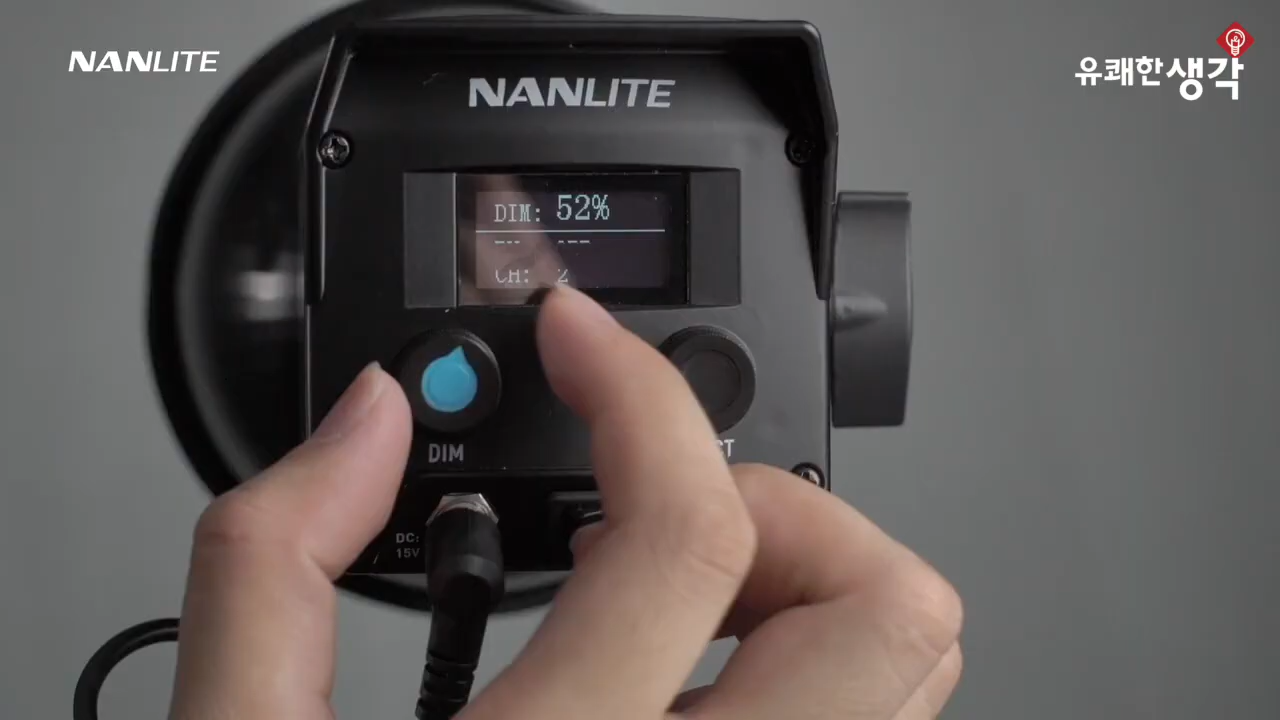 NANLITE
유쾌한생각
NANLITE
DIM: 52%
CH: 2
DIM
DC:
15V